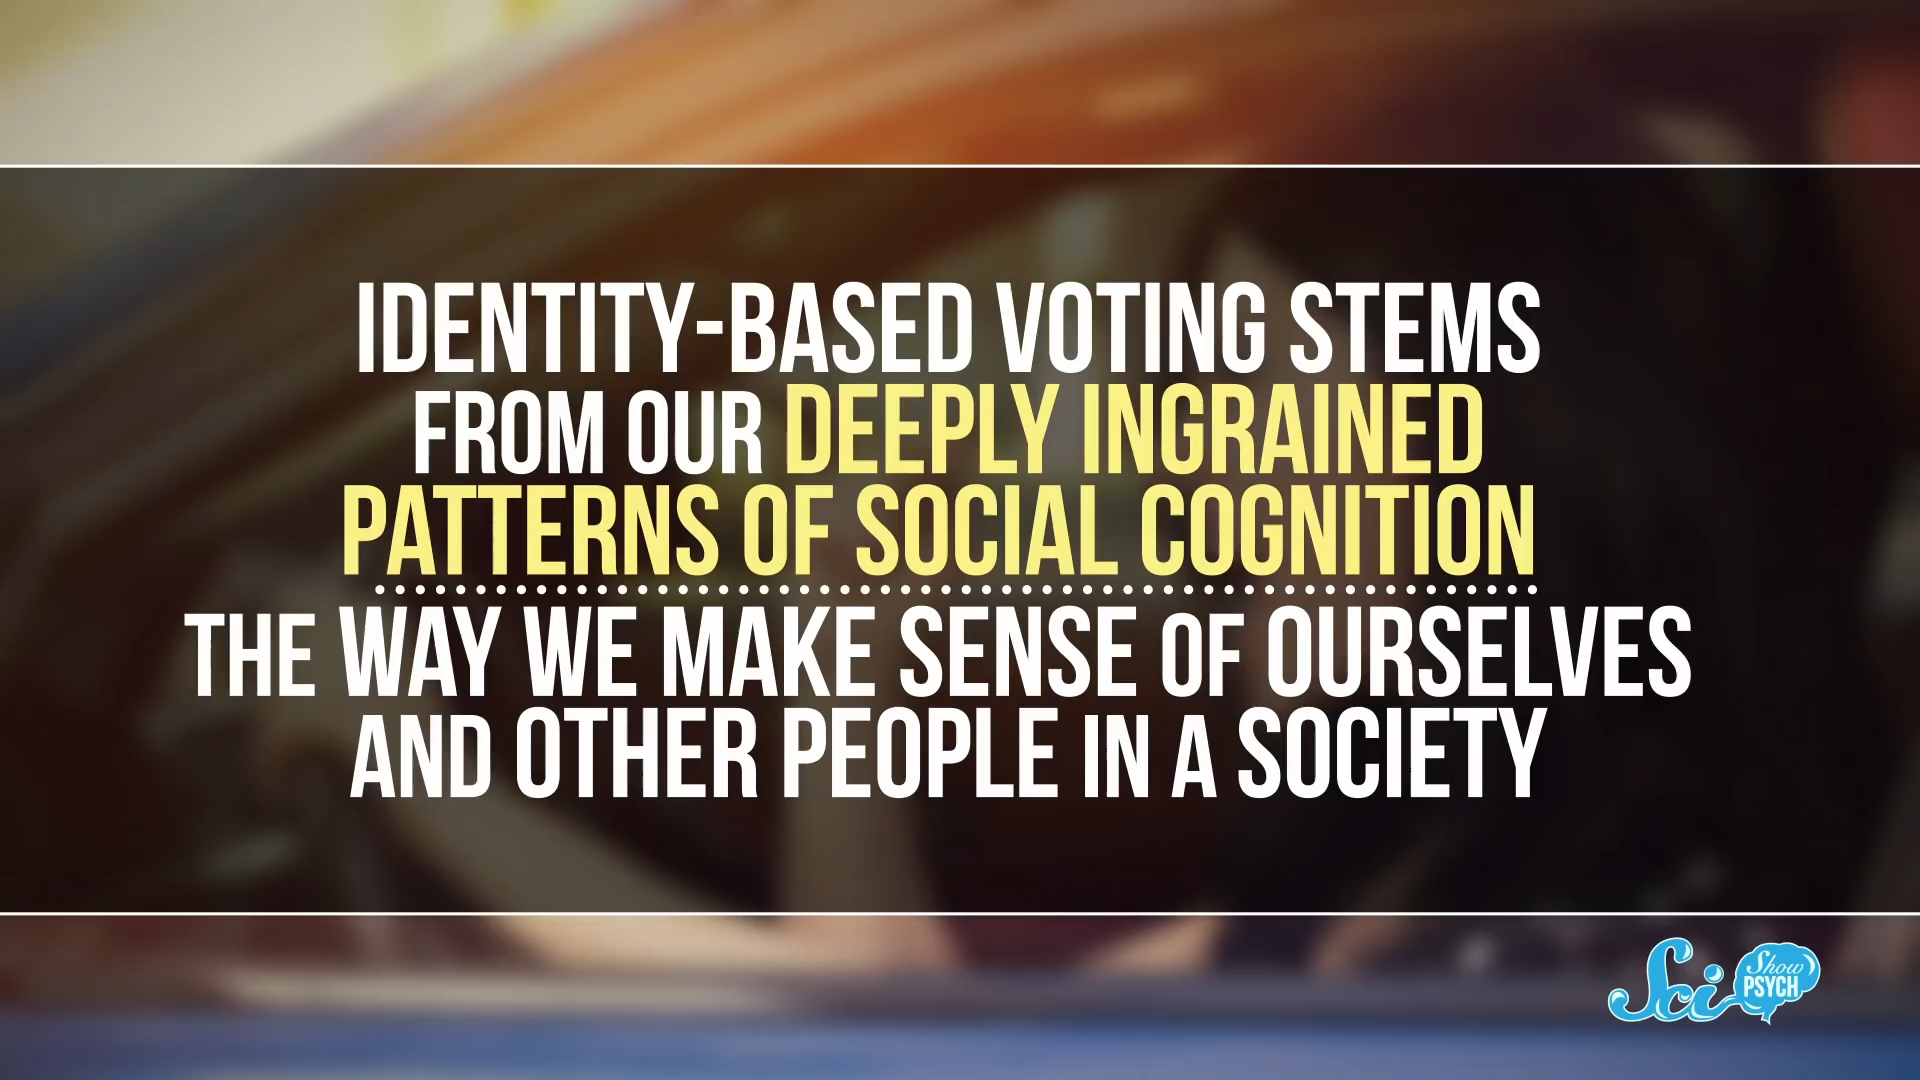 IDENTITY-BASED VOTING STEMS
FROM OUR DEEPLY INGRAINED
PATTERNS OF SOCIAL COGNITION
THE WAY WE MAKE SENSE OF OURSELVES
AND OTHER PEOPLE IN A SOCIETY
Sci Show
PSYCH